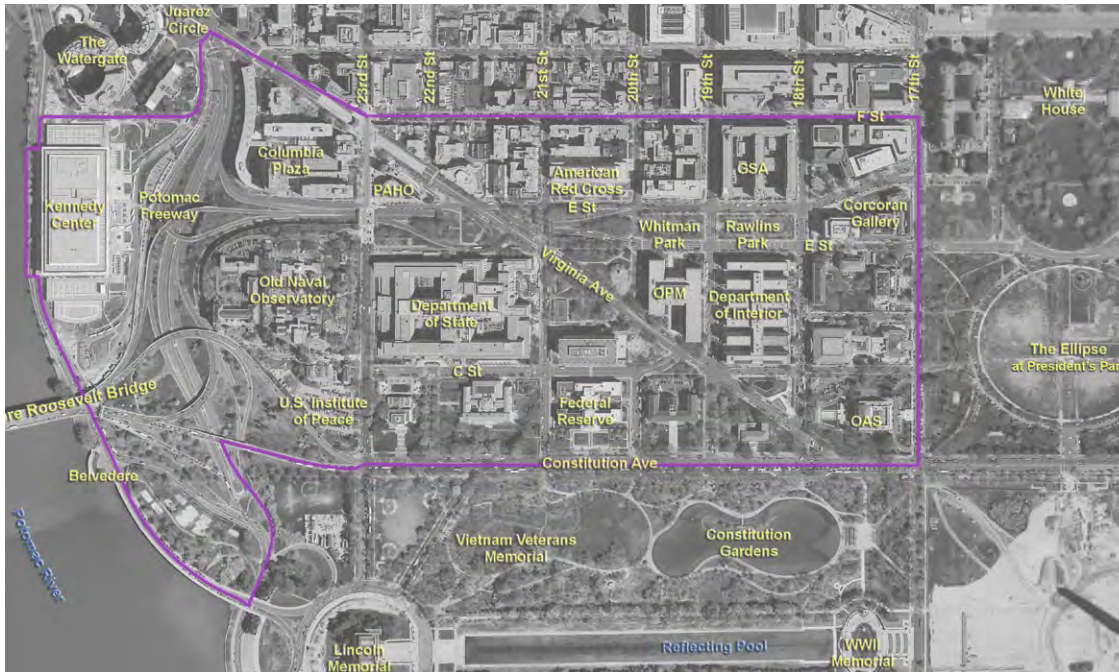 Juarez
Circle
The
Watergate
23rd St
22nd St
21st St
20th St
19th St
18th St
17th St
White
House
F St
Columbia
Plaza
American
Red Cross
GSA
PAHO
Kennedy
Center
Potomac
Freeway
E St
Corcoran
Gallery
Whitman
Park
Rawlins
Park
E St
Virginia Ave
Old Naval
Observatory
Department
of State
OPM
Department
of Interior
The Ellipse
at President's Par
C St
ore Roosevelt Bridge
U.S. Institute
of Peace
Federal
Reserve
OAS
Constitution Ave
Belvedere
Potomac River
Vietnam Veterans
Memorial
Constitution
Gardens
Lincoln
Memorial
Reflecting Pool
WWII
Memorial